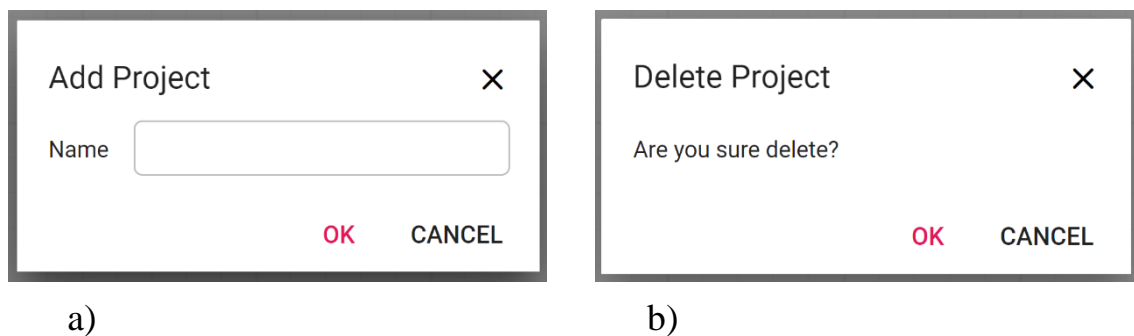 Add Project
Name
OK CANCEL
a)
Delete Project
Are you sure delete?
OK CANCEL
b)